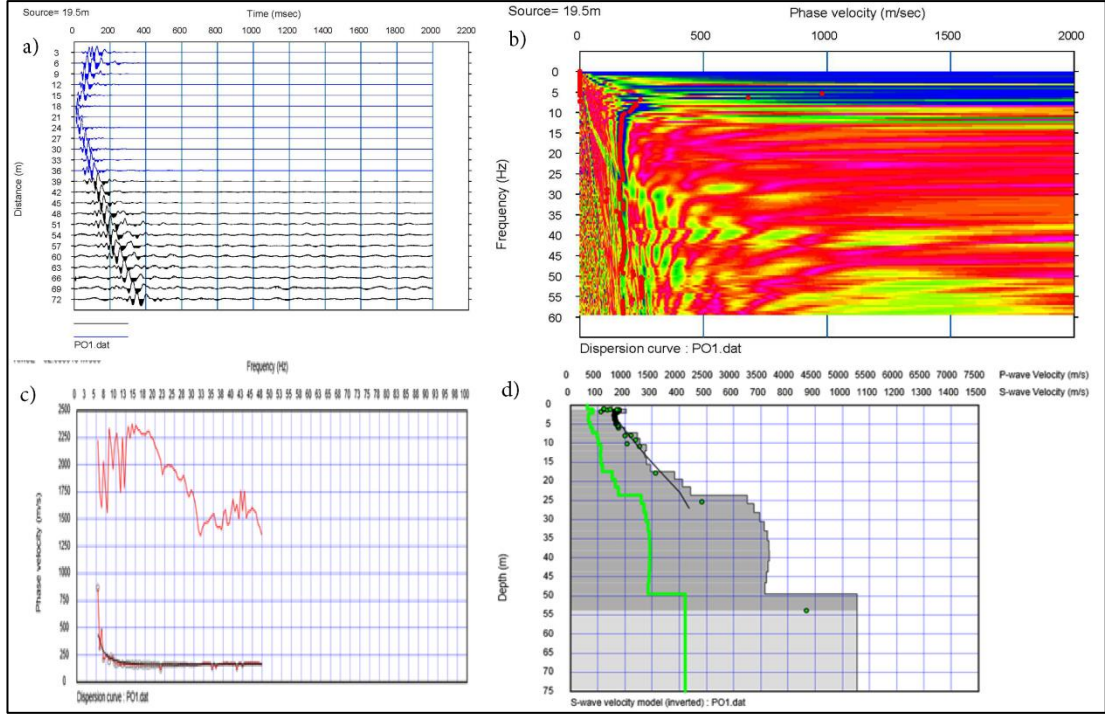 Source= 19.5m
Time (msec)
a)
0 200 400 600 800 1000 1200 1400 1600 1800 2000 2200
Distance (m)
3
6
9
12
15
18
21
24
27
30
33
36
39
42
45
48
51
54
57
60
63
66
69
72
PO1.dat
Source= 19.5m
Phase velocity (m/sec)
b)
0 500 1000 1500 2000
Frequency (Hz)
0
5
10
15
20
25
30
35
40
45
50
55
60
Dispersion curve : PO1.dat
c)
Frequency (Hz)
0 3 5 6 8 10 13 15 18 20 23 25 28 30 33 35 38 40 43 45 48 50 53 55 58 60 63 65 68 70 73 75 78 80 83 85 88 90 93 95 98 100
Phase velocity (m/s)
2500
2250
2000
1750
1500
1250
1000
750
500
250
0
Dispersion curve : PO1.dat
d)
0 500 1000 1500 2000 2500 3000 3500 4000 4500 5000 5500 6000 6500 7000 7500 P-wave Velocity (m/s)
0 100 200 300 400 500 600 700 800 900 1000 1100 1200 1300 1400 1500 S-wave Velocity (m/s)
Depth (m)
0
5
10
15
20
25
30
35
40
45
50
55
60
65
70
75
S-wave velocity model (inverted) : PO1.dat